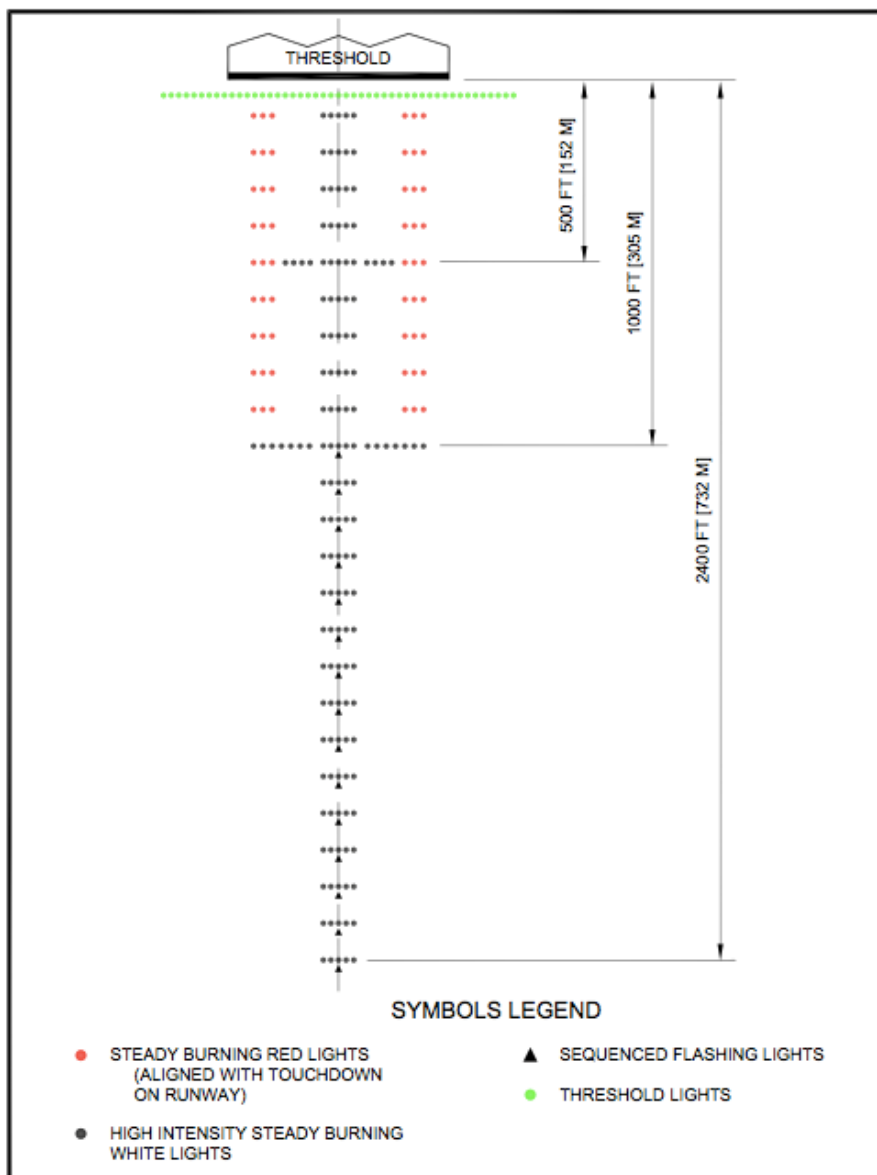 THRESHOLD
500 FT [152 M]
1000 FT [305 M]
2400 FT [732 M]
SYMBOLS LEGEND
STEADY BURNING RED LIGHTS
(ALIGNED WITH TOUCHDOWN
ON RUNWAY)
HIGH INTENSITY STEADY BURNING
WHITE LIGHTS
SEQUENCED FLASHING LIGHTS
THRESHOLD LIGHTS